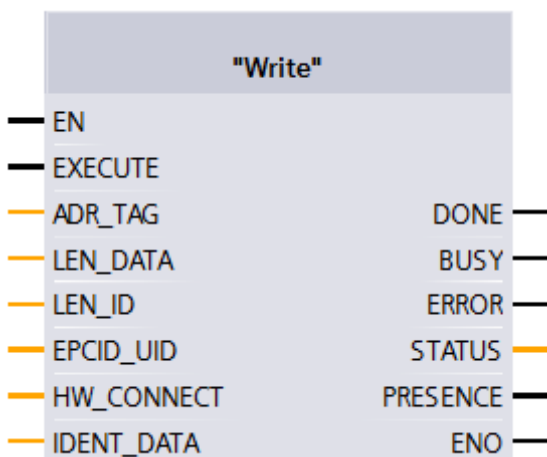 "Write"
EN
EXECUTE
ADR_TAG DONE
LEN_DATA BUSY
LEN_ID ERROR
EPCID_UID STATUS
HW_CONNECT PRESENCE
IDENT_DATA ENO